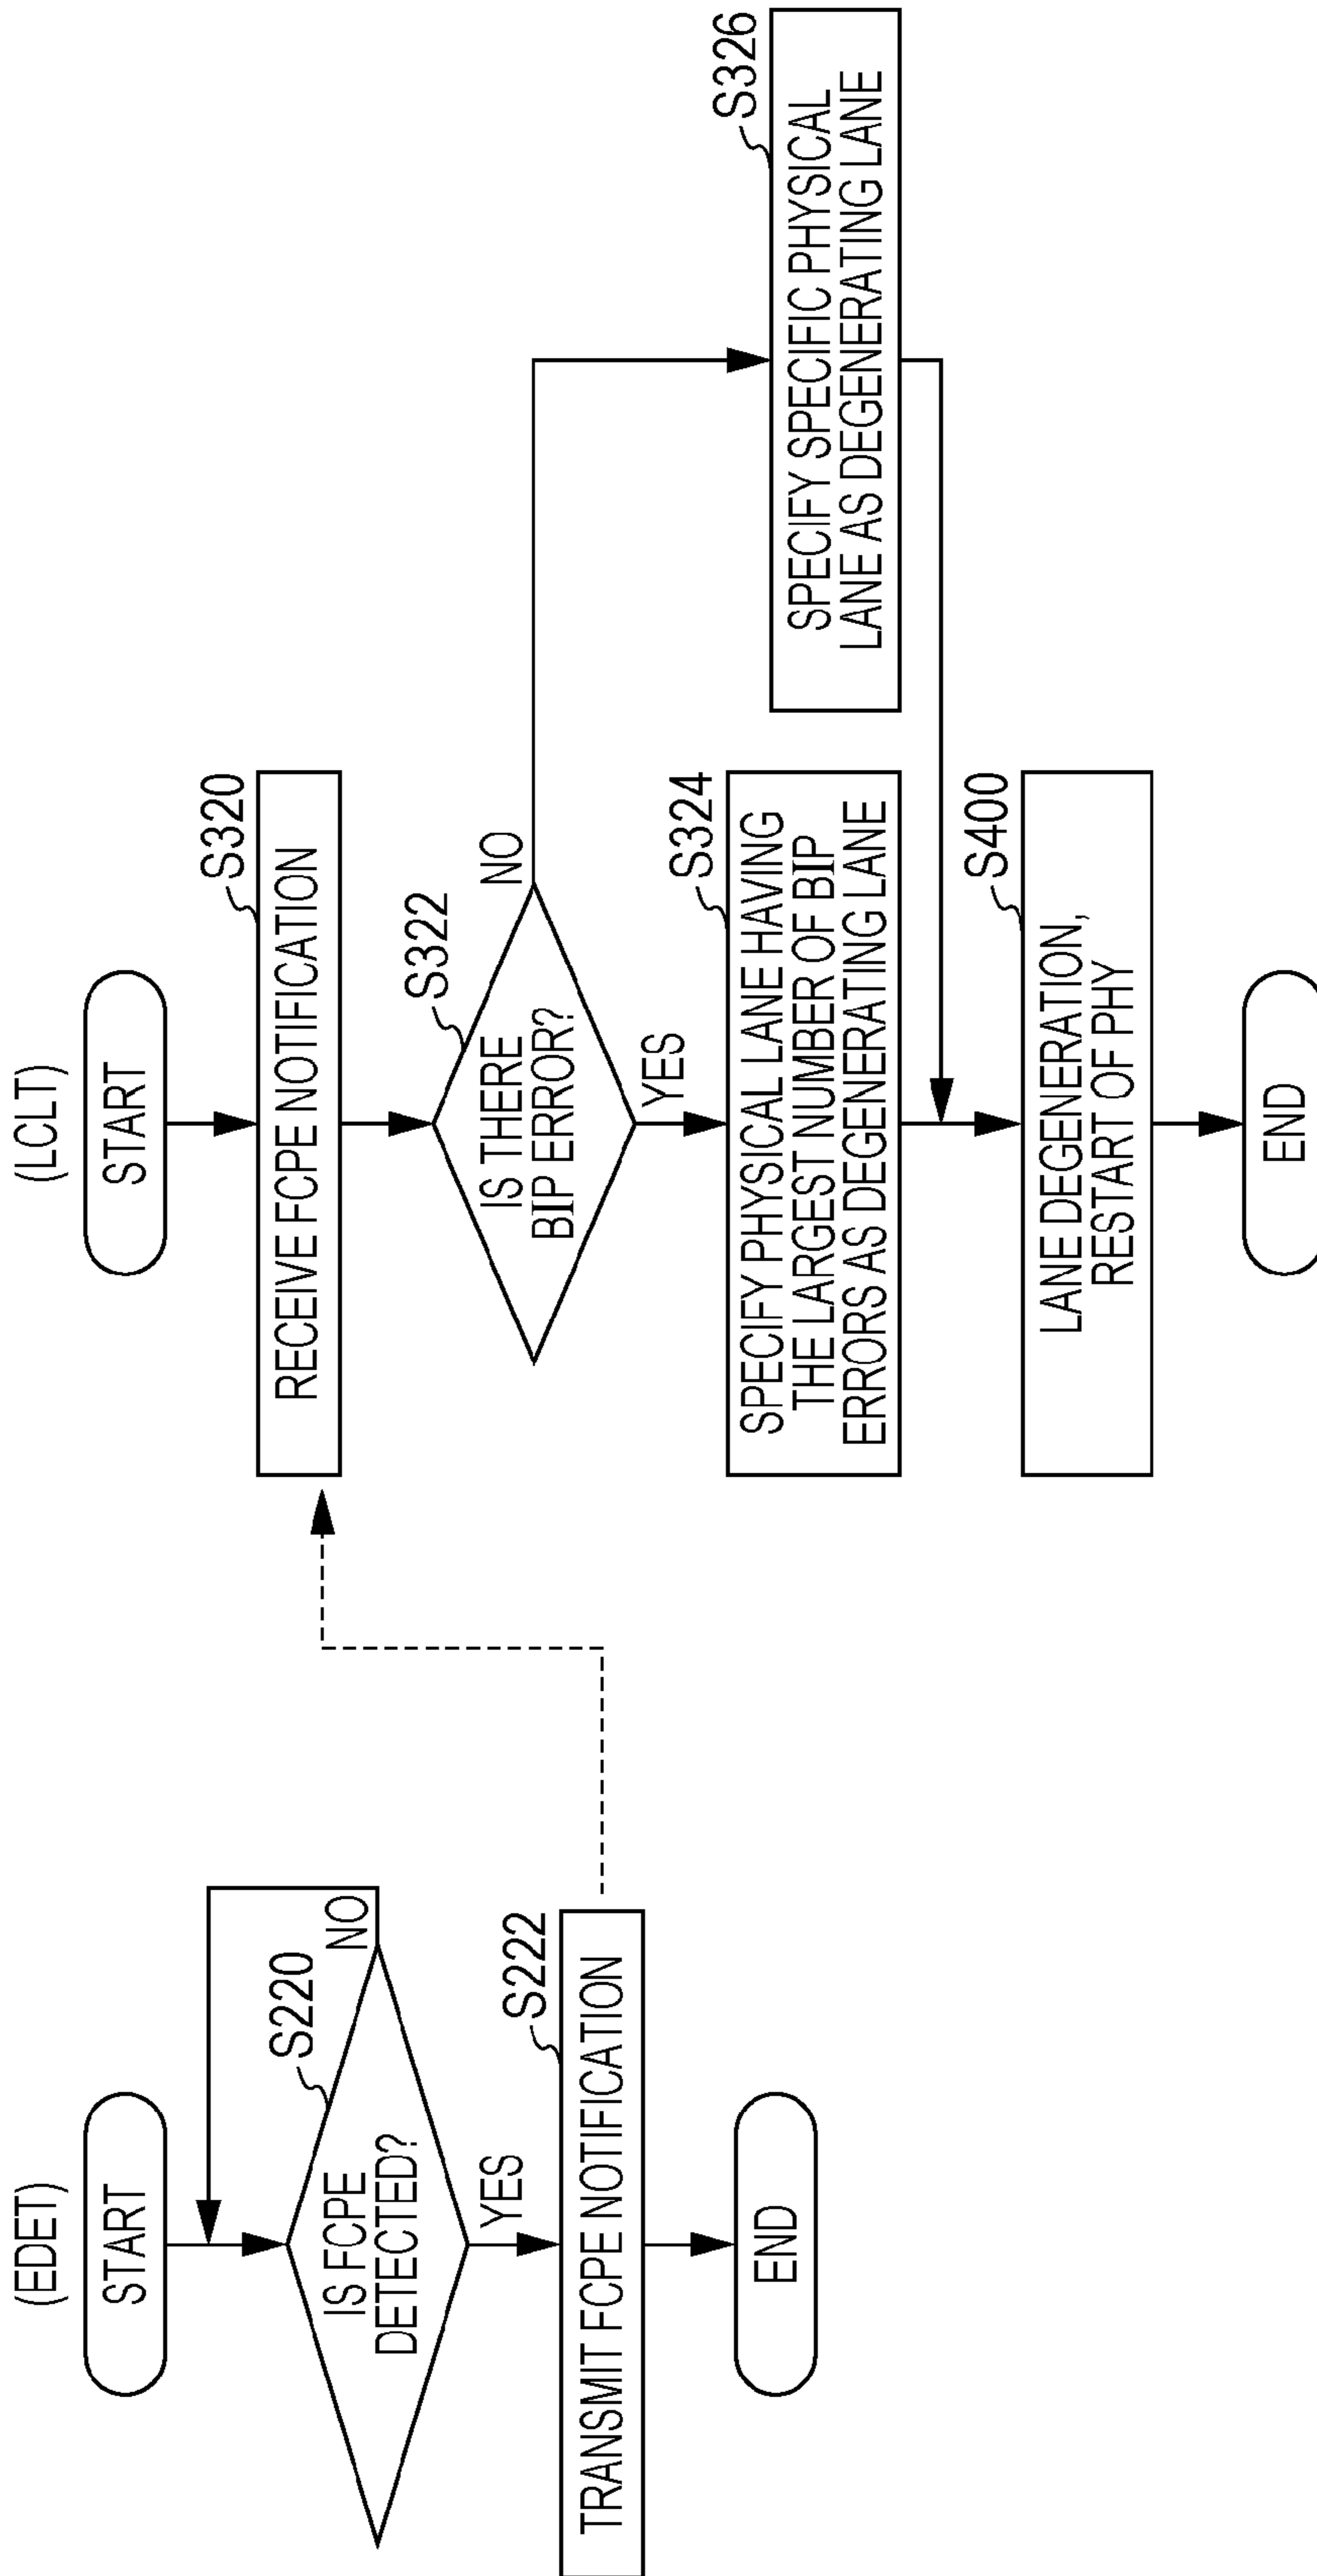 (EDET)
START
S220
IS FCPE
DETECTED?
NO
YES
S222
TRANSMIT FCPE NOTIFICATION
END
(LCLT)
START
S320
RECEIVE FCPE NOTIFICATION
S322
IS THERE
BIP ERROR?
NO
YES
S324
SPECIFY PHYSICAL LANE HAVING
THE LARGEST NUMBER OF BIP
ERRORS AS DEGENERATING LANE
S326
SPECIFY SPECIFIC PHYSICAL
LANE AS DEGENERATING LANE
S400
LANE DEGENERATION,
RESTART OF PHY
END